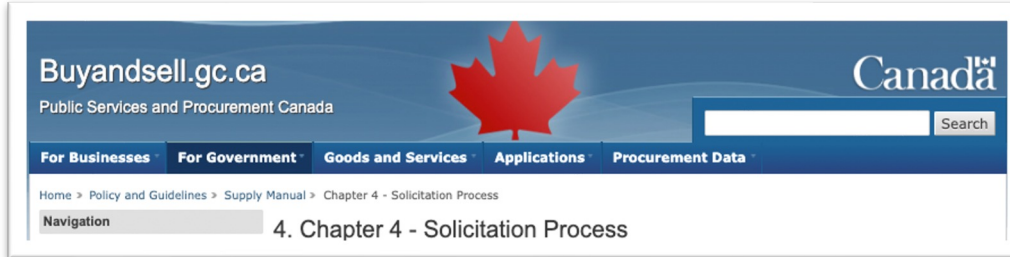 Buyandsell.gc.ca
Canada
Public Services and Procurement Canada
Search
For Businesses For Government Goods and Services Applications Procurement Data
Home » Policy and Guidelines » Supply Manual » Chapter 4 - Solicitation Process
Navigation
4. Chapter 4 - Solicitation Process